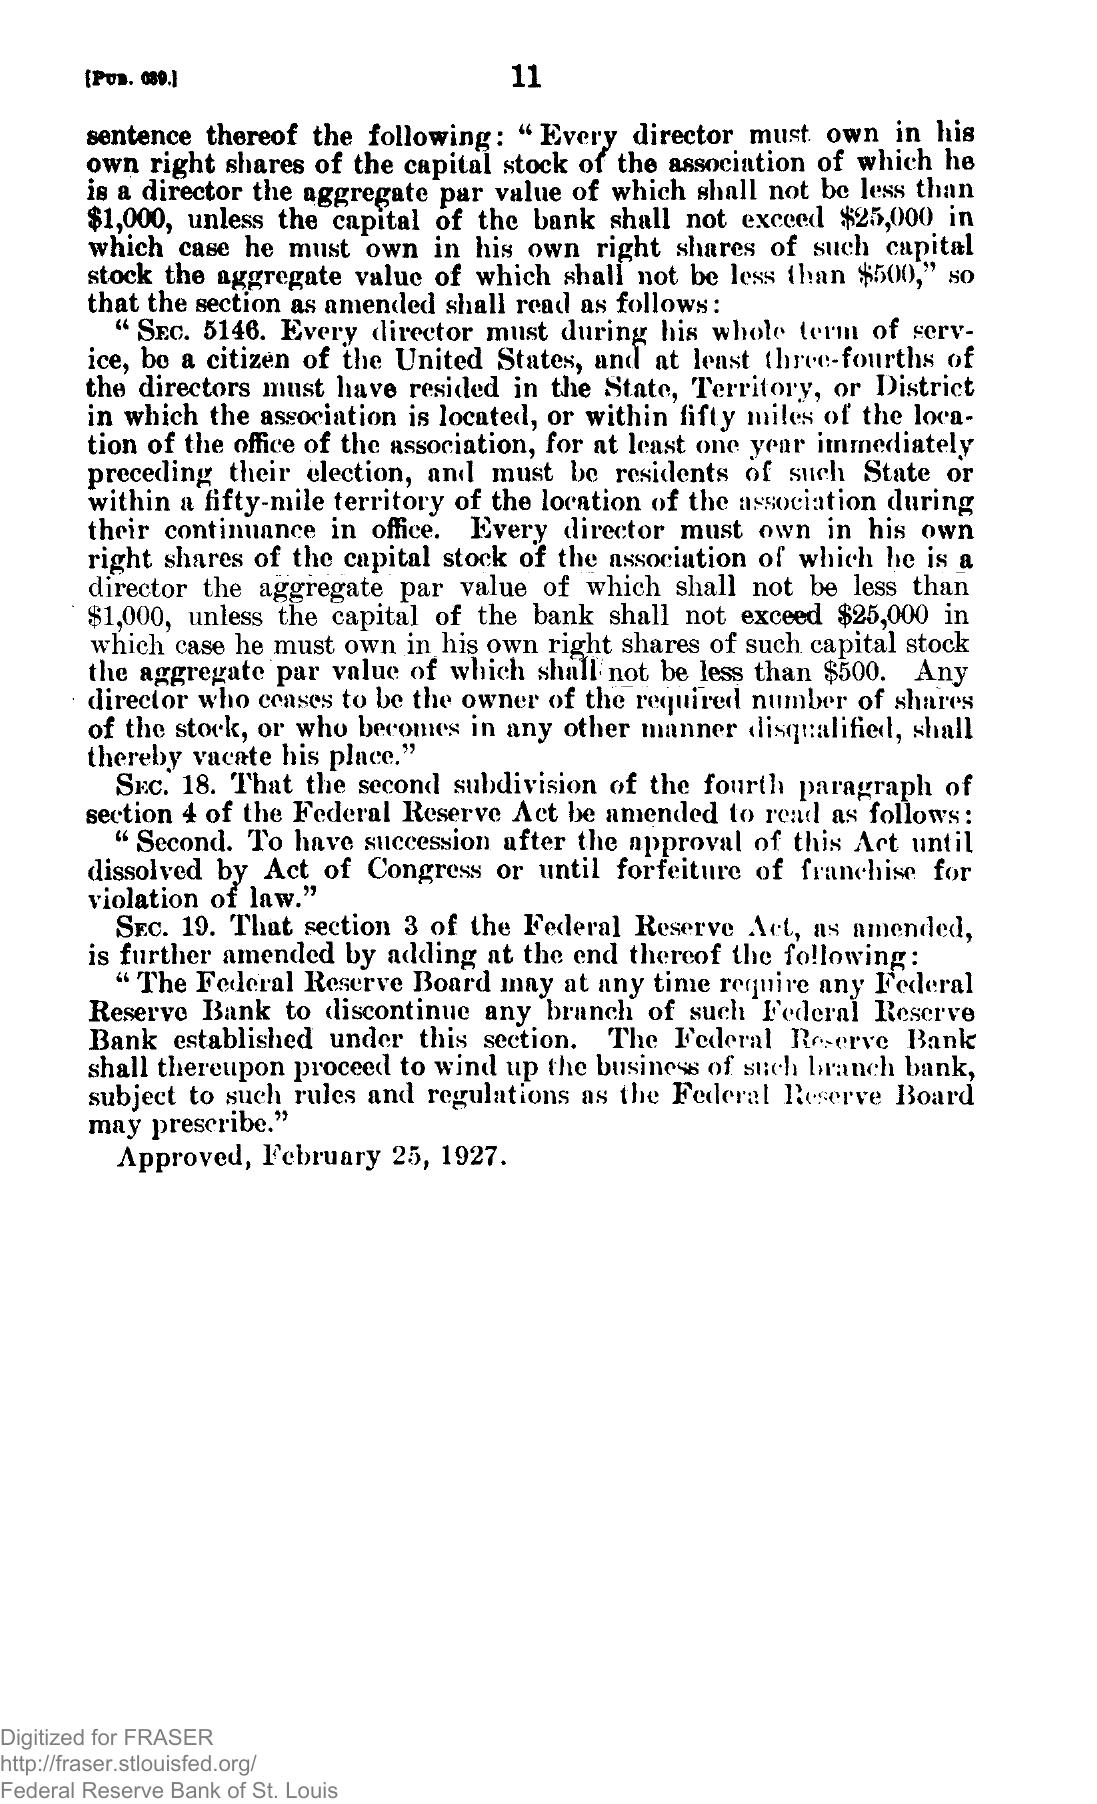 [PUB. 639.]
11
sentence thereof the following: “Every director must own in his
own right shares of the capital stock of the association of which he
is a director the aggregate par value of which shall not be less than
$1,000, unless the capital of the bank shall not exceed $25,000 in
which case he must own in his own right shares of such capital
stock the aggregate value of which shall not be less than $500,” so
that the section as amended shall read as follows:
“SEC. 5146. Every director must during his whole term of serv-
ice, be a citizen of the United States, and at least three-fourths of
the directors must have resided in the State, Territory, or District
in which the association is located, or within fifty miles of the loca-
tion of the office of the association, for at least one year immediately
preceding their election, and must be residents of such State or
within a fifty-mile territory of the location of the association during
their continuance in office. Every director must own in his own
right shares of the capital stock of the association of which he is a
director the aggregate par value of which shall not be less than
$1,000, unless the capital of the bank shall not exceed $25,000 in
which case he must own in his own right shares of such capital stock
the aggregate par value of which shall not be less than $500. Any
director who ceases to be the owner of the required number of shares
of the stock, or who becomes in any other manner disqualified, shall
thereby vacate his place.”
SEC. 18. That the second subdivision of the fourth paragraph of
section 4 of the Federal Reserve Act be amended to read as follows:
“Second. To have succession after the approval of this Act until
dissolved by Act of Congress or until forfeiture of franchise for
violation of law.”
SEC. 19. That section 3 of the Federal Reserve Act, as amended,
is further amended by adding at the end thereof the following:
“The Federal Reserve Board may at any time require any Federal
Reserve Bank to discontinue any branch of such Federal Reserve
Bank established under this section. The Federal Reserve Bank
shall thereupon proceed to wind up the business of such branch bank,
subject to such rules and regulations as the Federal Reserve Board
may prescribe.”
Approved, February 25, 1927.
Digitized for FRASER
http://fraser.stlouisfed.org/
Federal Reserve Bank of St. Louis